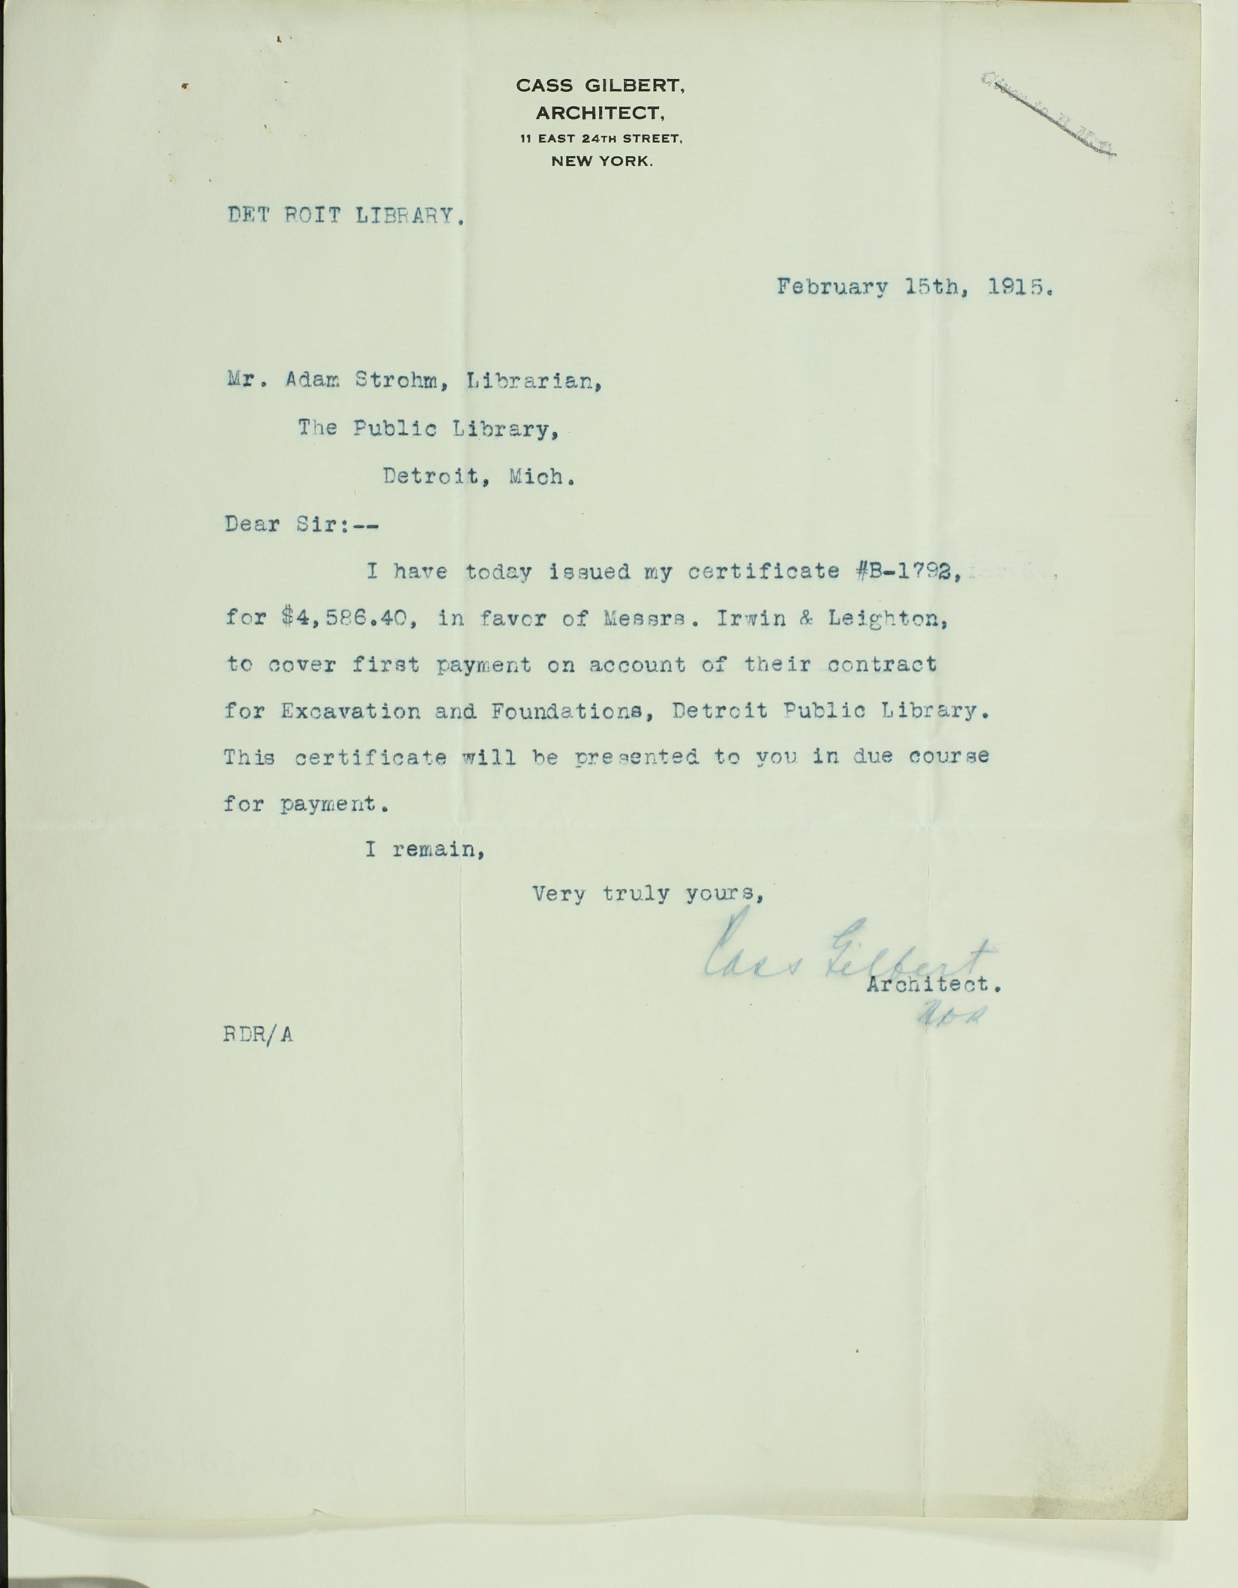 CASS GILBERT,
ARCHITECT,
11 EAST 24TH STREET,
NEW YORK.
DET ROIT LIBRARY.
February 15th, 1915.
Mr. Adam Strohm, Librarian,
The Public Library,
Detroit, Mich.
Dear Sir:--
I have today issued my certificate #B-1792,
for $4,586.40, in favor of Messrs. Irwin & Leighton,
to cover first payment on account of their contract
for Excavation and Foundations, Detroit Public Library.
This certificate will be presented to you in due course
for payment.
I remain,
Very truly yours,
Cass Gilbert
Architect.
RDR/A